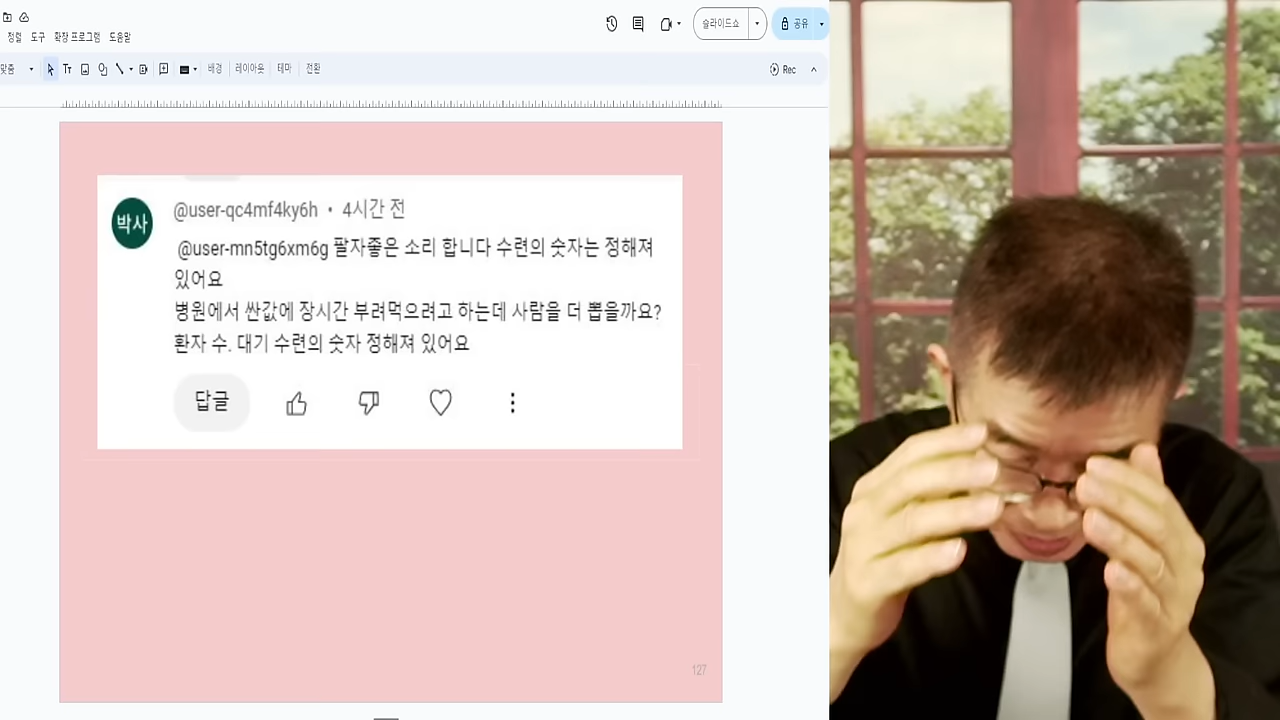 정렬 도구 확장 프로그램 도움말
슬라이드쇼
공유
맞춤
Tт
배경 레이아웃 테마 전환
Rec
박사
@user-qc4mf4ky6h • 4시간 전
@user-mn5tg6xm6g 팔자좋은 소리 합니다 수련의 숫자는 정해져
있어요
병원에서 싼값에 장시간 부려먹으려고 하는데 사람을 더 뽑을까요?
환자 수. 대기 수련의 숫자 정해져 있어요
답글
127